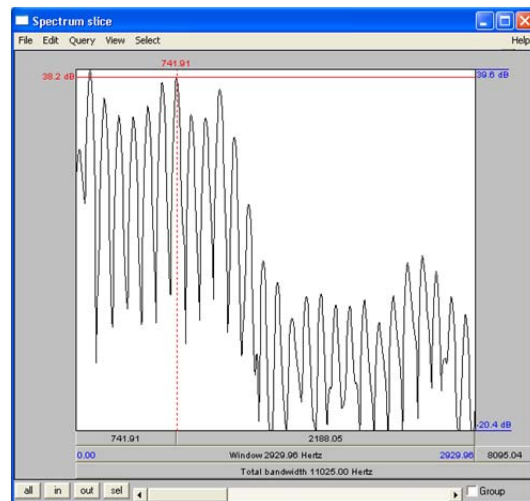 Spectrum slice
File Edit Query View Select Help
741.91
38.2 dB 39.6 dB
-20.4 dB
741.91 2188.05
0.00 Window 2929.96 Hertz 2929.96 8095.04
Total bandwidth 11025.00 Hertz
all in out sel Group